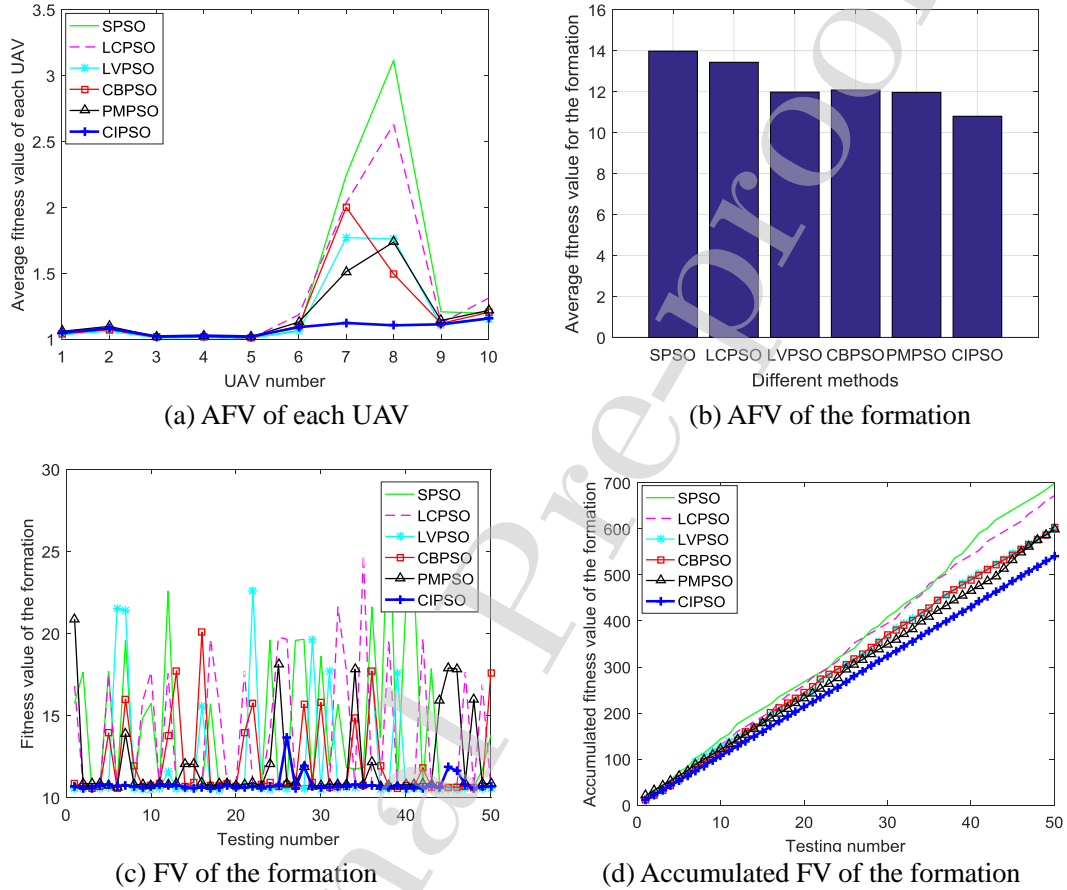 SPSO
LCPSO
LVPSO
CBPSO
PMPSO
CIPSO
Average fitness value of each UAV
4
3.5
3
2.5
2
1.5
1
1 2 3 4 5 6 7 8 9 10
UAV number
(a) AFV of each UAV
Average fitness value for the formation
16
14
12
10
8
6
4
2
0
SPSO LCPSO LVPSO CBPSO PMPSO CIPSO
Different methods
(b) AFV of the formation
SPSO
LCPSO
LVPSO
CBPSO
PMPSO
CIPSO
Fitness value of the formation
30
25
20
15
10
0 10 20 30 40 50
Testing number
(c) FV of the formation
SPSO
LCPSO
LVPSO
CBPSO
PMPSO
CIPSO
Accumulated fitness value of the formation
700
600
500
400
300
200
100
0
0 10 20 30 40 50
Testing number
(d) Accumulated FV of the formation
Pre-proo